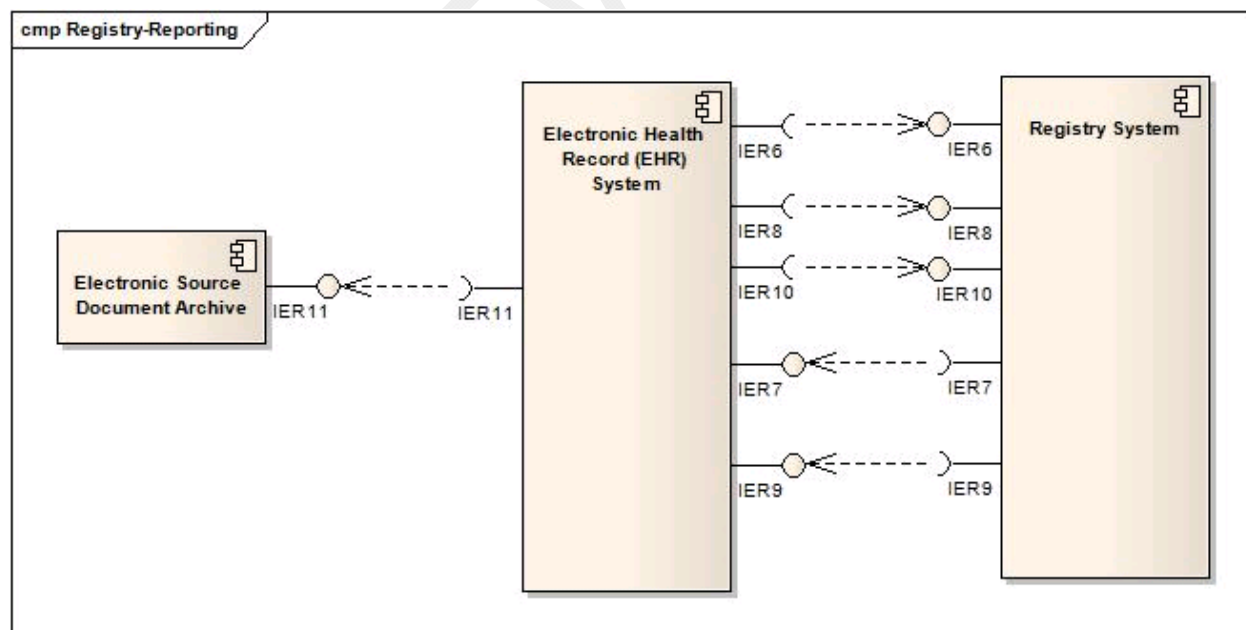 cmp Registry-Reporting
Electronic Health
Record (EHR)
System
Registry System
IER6
IER6
IER8
IER8
Electronic Source
Document Archive
IER11
IER11
IER10
IER10
IER7
IER7
IER9
IER9